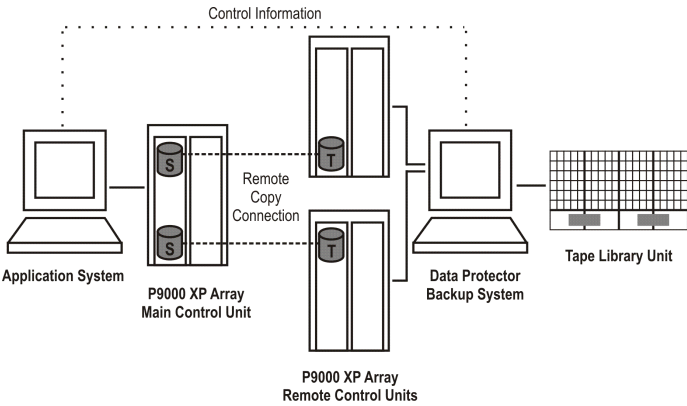 Control Information
S
T
Remote
Copy
Connection
S
T
Application System
P9000 XP Array
Main Control Unit
Data Protector
Backup System
Tape Library Unit
P9000 XP Array
Remote Control Units